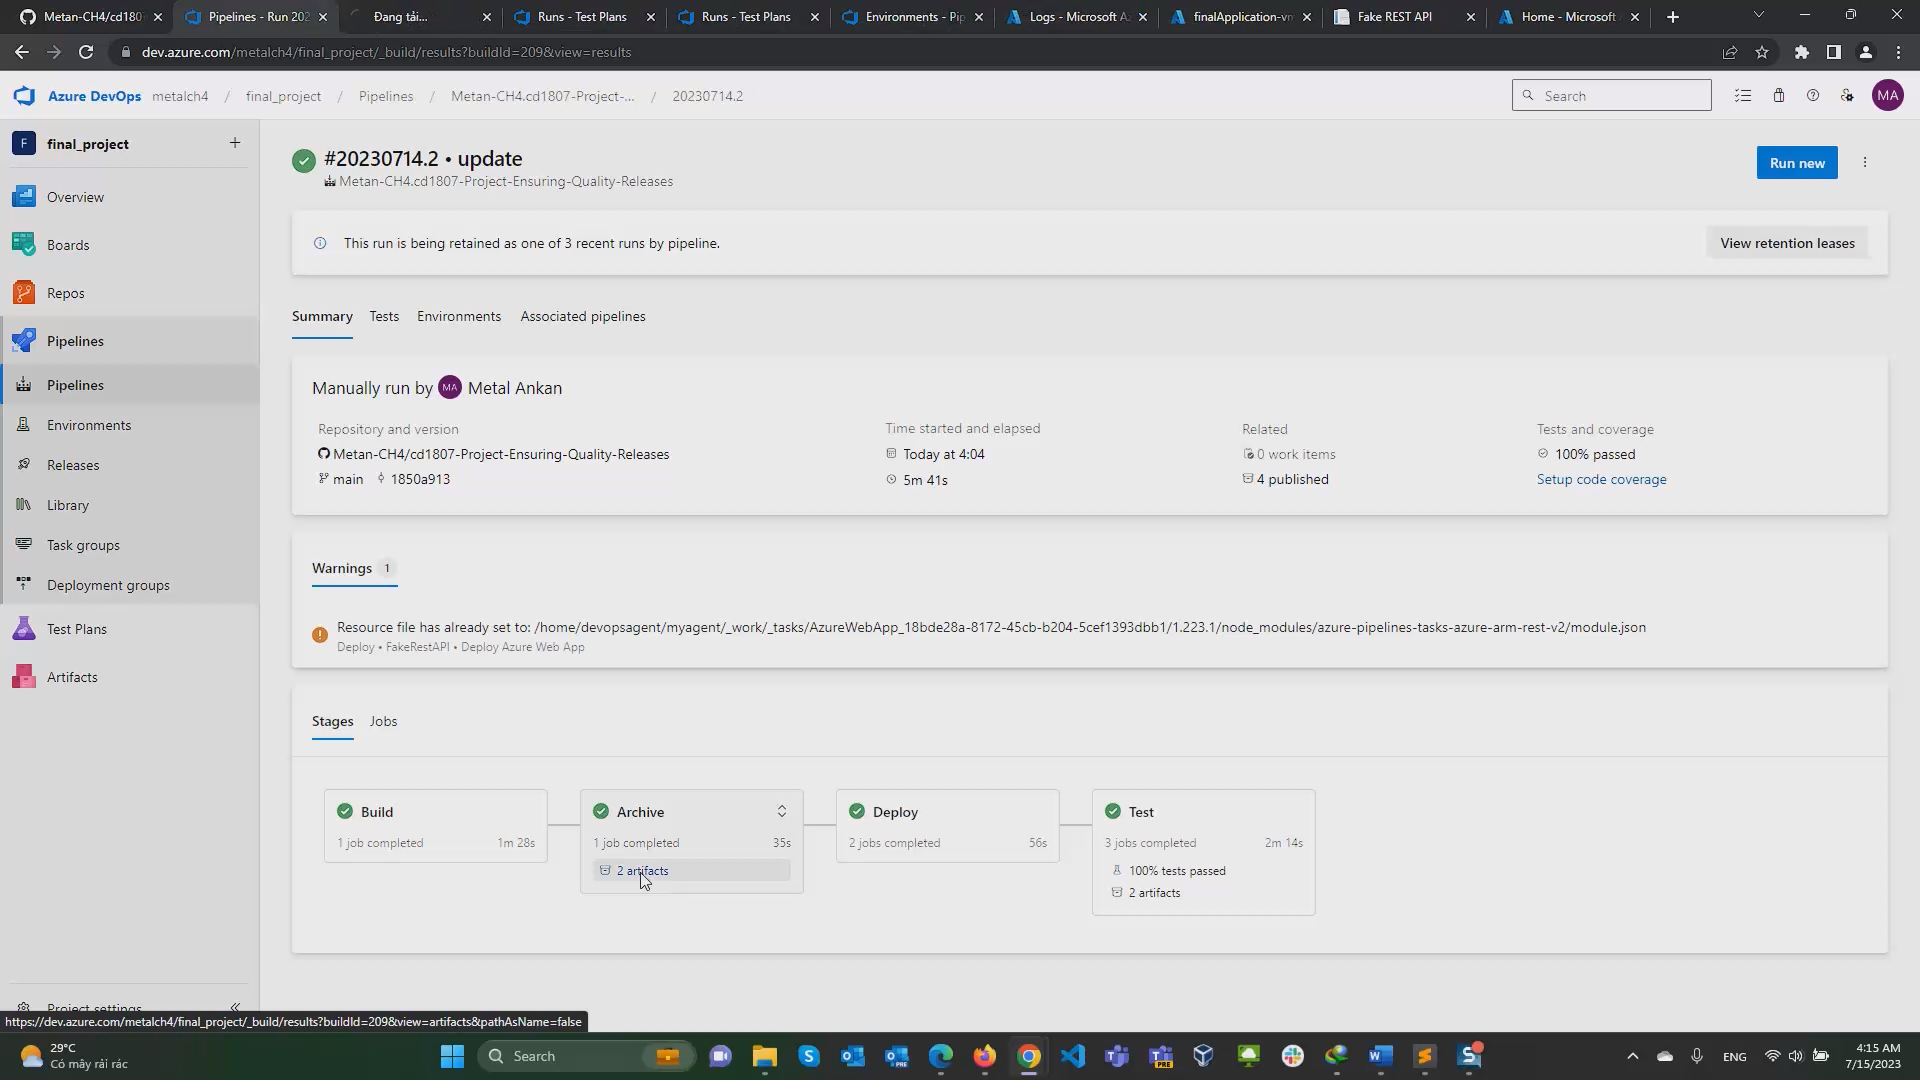 Metan-CH4/cd180
Pipelines - Run 202
Đang tải...
Runs - Test Plans
Runs - Test Plans
Environments - Pip
Logs - Microsoft A
finalApplication-vm
Fake REST API
Home - Microsoft
dev.azure.com/metalch4/final_project/_build/results?buildId=209&view=results
Azure DevOps
metalch4 / final_project / Pipelines / Metan-CH4.cd1807-Project-... / 20230714.2
Search
MA
F
final_project
Overview
Boards
Repos
Pipelines
Pipelines
Environments
Releases
Library
Task groups
Deployment groups
Test Plans
Artifacts
Project settings
#20230714.2 • update
Metan-CH4.cd1807-Project-Ensuring-Quality-Releases
Run new
This run is being retained as one of 3 recent runs by pipeline.
View retention leases
Summary
Tests
Environments
Associated pipelines
Manually run by MA Metal Ankan
Repository and version
Metan-CH4/cd1807-Project-Ensuring-Quality-Releases
main 1850a913
Time started and elapsed
Today at 4:04
5m 41s
Related
0 work items
4 published
Tests and coverage
100% passed
Setup code coverage
Warnings 1
Resource file has already set to: /home/devopsagent/myagent/_work/_tasks/AzureWebApp_18bde28a-8172-45cb-b204-5cef1393dbb1/1.223.1/node_modules/azure-pipelines-tasks-azure-arm-rest-v2/module.json
Deploy • FakeRestAPI • Deploy Azure Web App
Stages
Jobs
Build
1 job completed 1m 28s
Archive
1 job completed 35s
2 artifacts
Deploy
2 jobs completed 56s
Test
3 jobs completed 2m 14s
100% tests passed
2 artifacts
https://dev.azure.com/metalch4/final_project/_build/results?buildId=209&view=artifacts&pathAsName=false
29°C
Có mây rải rác
Search
PRE
PRE
ENG
4:15 AM
7/15/2023